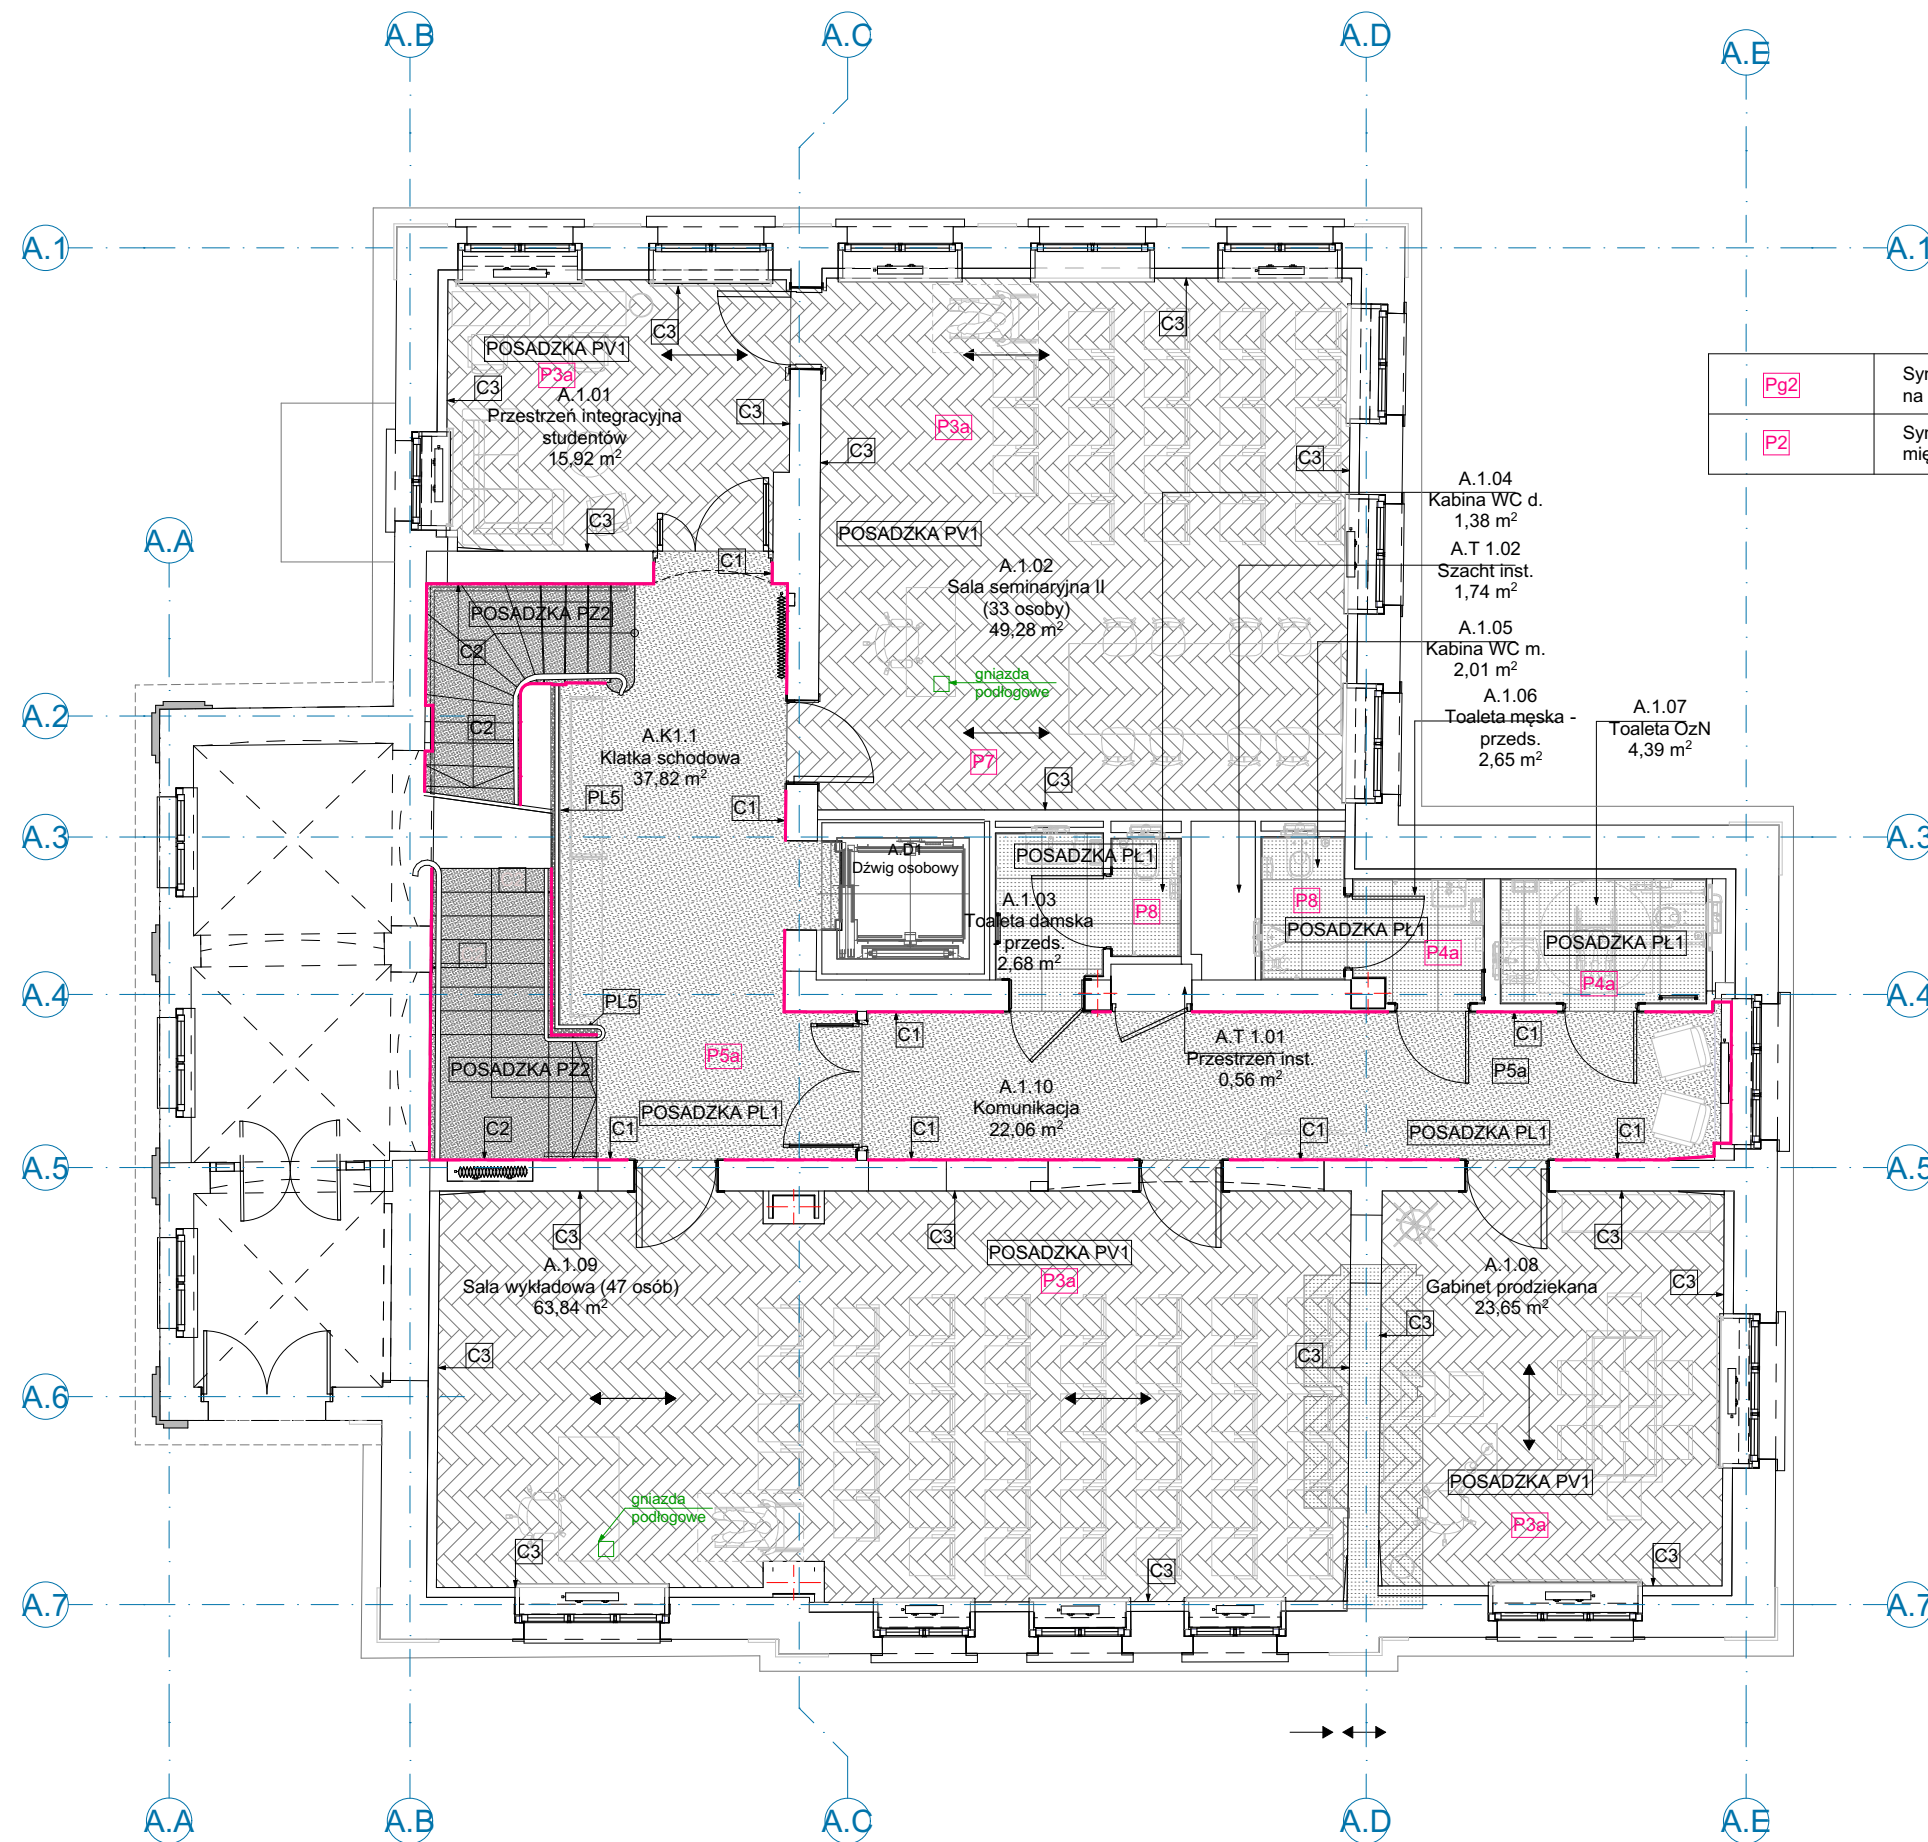 A.B
A.C
A.D
A.E
A.1
A.1
POSADZKA PV1
P3a
A.1.01
Przestrzeń integracyjna
studentów
15,92 m²
C3
C3
C3
C3
C3
C3
C3
P3a
POSADZKA PV1
A.1.02
Sala seminaryjna II
(33 osoby)
49,28 m²
gniazda
podłogowe
P7
C3
Pg2
na
P2
A.1.04
Kabina WC d.
1,38 m²
A.T 1.02
Szacht inst.
1,74 m²
A.1.05
Kabina WC m.
2,01 m²
A.1.06
Toaleta męska -
przeds.
2,65 m²
A.1.07
Toaleta OzN
4,39 m²
A.A
C1
POSADZKA PZ2
C2
C2
A.2
A.K1.1
Klatka schodowa
37,82 m²
PL5
C1
A.3
A.3
A.D1
Dźwig osobowy
POSADZKA PŁ1
A.1.03
Toaleta damska
przeds.
2,68 m²
P8
P8
POSADZKA PŁ1
P4a
POSADZKA PŁ1
P4a
A.4
A.4
PL5
P5a
POSADZKA PZ2
C2
C1
POSADZKA PL1
C1
A.1.10
Komunikacja
22,06 m²
C1
A.T 1.01
Przestrzeń inst.
0,56 m²
C1
P5a
C1
POSADZKA PL1
C1
A.5
A.5
C3
A.1.09
Sala wykładowa (47 osób)
63,84 m²
C3
C3
POSADZKA PV1
P3a
C3
C3
A.1.08
Gabinet prodziekana
23,65 m²
C3
C3
A.6
POSADZKA PV1
P3a
gniazda
podłogowe
C3
C3
C3
A.7
A.7
A.A
A.B
A.C
A.D
A.E